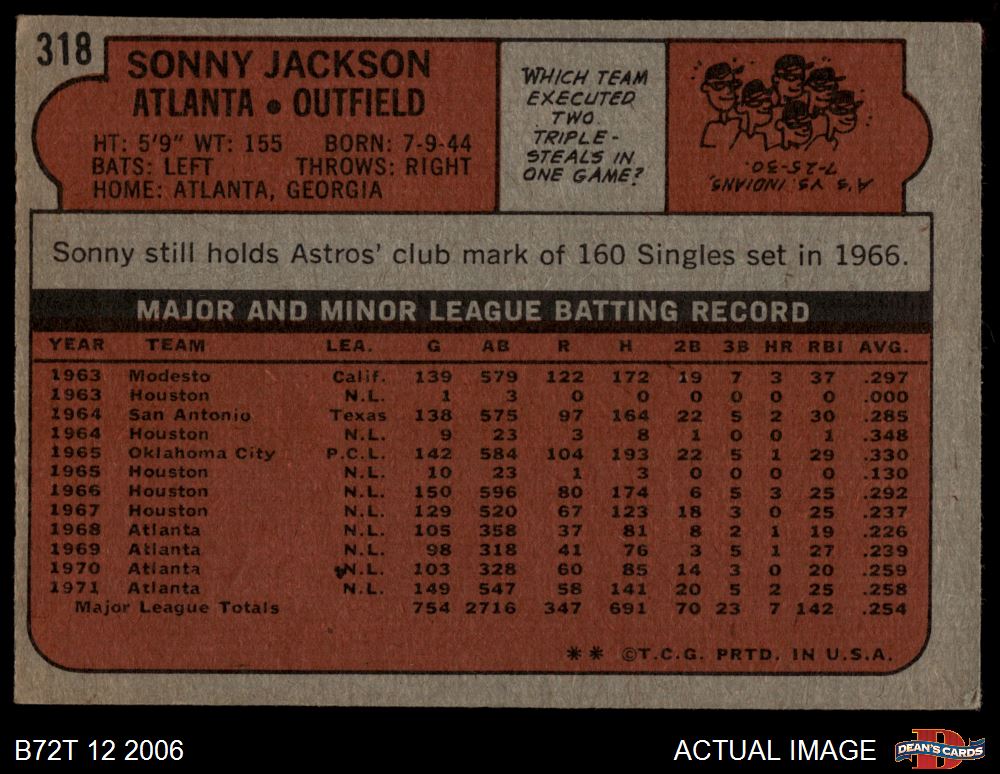 318
SONNY JACKSON
ATLANTA • OUTFIELD
HT: 5'9" WT: 155 BORN: 7-9-44
BATS: LEFT THROWS: RIGHT
HOME: ATLANTA, GEORGIA
WHICH TEAM
EXECUTED
TWO
TRIPLE-
STEALS IN
ONE GAME?
A'S VS. INDIANS,
7-25-30.
Sonny still holds Astros' club mark of 160 Singles set in 1966.
MAJOR AND MINOR LEAGUE BATTING RECORD
YEAR TEAM LEA. G AB R H 2B 3B HR RBI AVG.
1963 Modesto Calif. 139 579 122 172 19 7 3 37 .297
1963 Houston N.L. 1 3 0 0 0 0 0 0 .000
1964 San Antonio Texas 138 575 97 164 22 5 2 30 .285
1964 Houston N.L. 9 23 3 8 1 0 0 1 .348
1965 Oklahoma City P.C.L. 142 584 104 193 22 5 1 29 .330
1965 Houston N.L. 10 23 1 3 0 0 0 0 .130
1966 Houston N.L. 150 596 80 174 6 5 3 25 .292
1967 Houston N.L. 129 520 67 123 18 3 0 25 .237
1968 Atlanta N.L. 105 358 37 81 8 2 1 19 .226
1969 Atlanta N.L. 98 318 41 76 3 5 1 27 .239
1970 Atlanta N.L. 103 328 60 85 14 3 0 20 .259
1971 Atlanta N.L. 149 547 58 141 20 5 2 25 .258
Major League Totals 754 2716 347 691 70 23 7 142 .254
** ©T.C.G. PRTD. IN U.S.A.
B72T 12 2006
ACTUAL IMAGE
DEAN'S CARDS